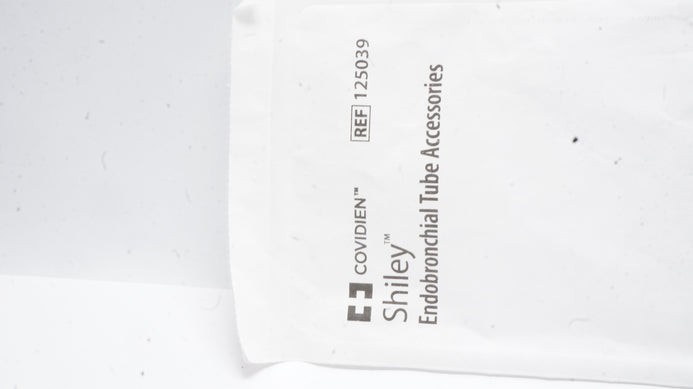 COVIDIEN™ REF 125039
Shiley™
Endobronchial Tube Accessories